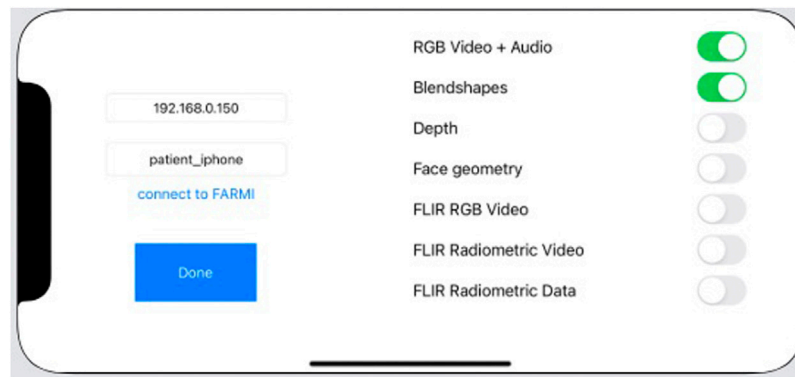 192.168.0.150
patient_iphone
connect to FARMI
Done
RGB Video + Audio
Blendshapes
Depth
Face geometry
FLIR RGB Video
FLIR Radiometric Video
FLIR Radiometric Data